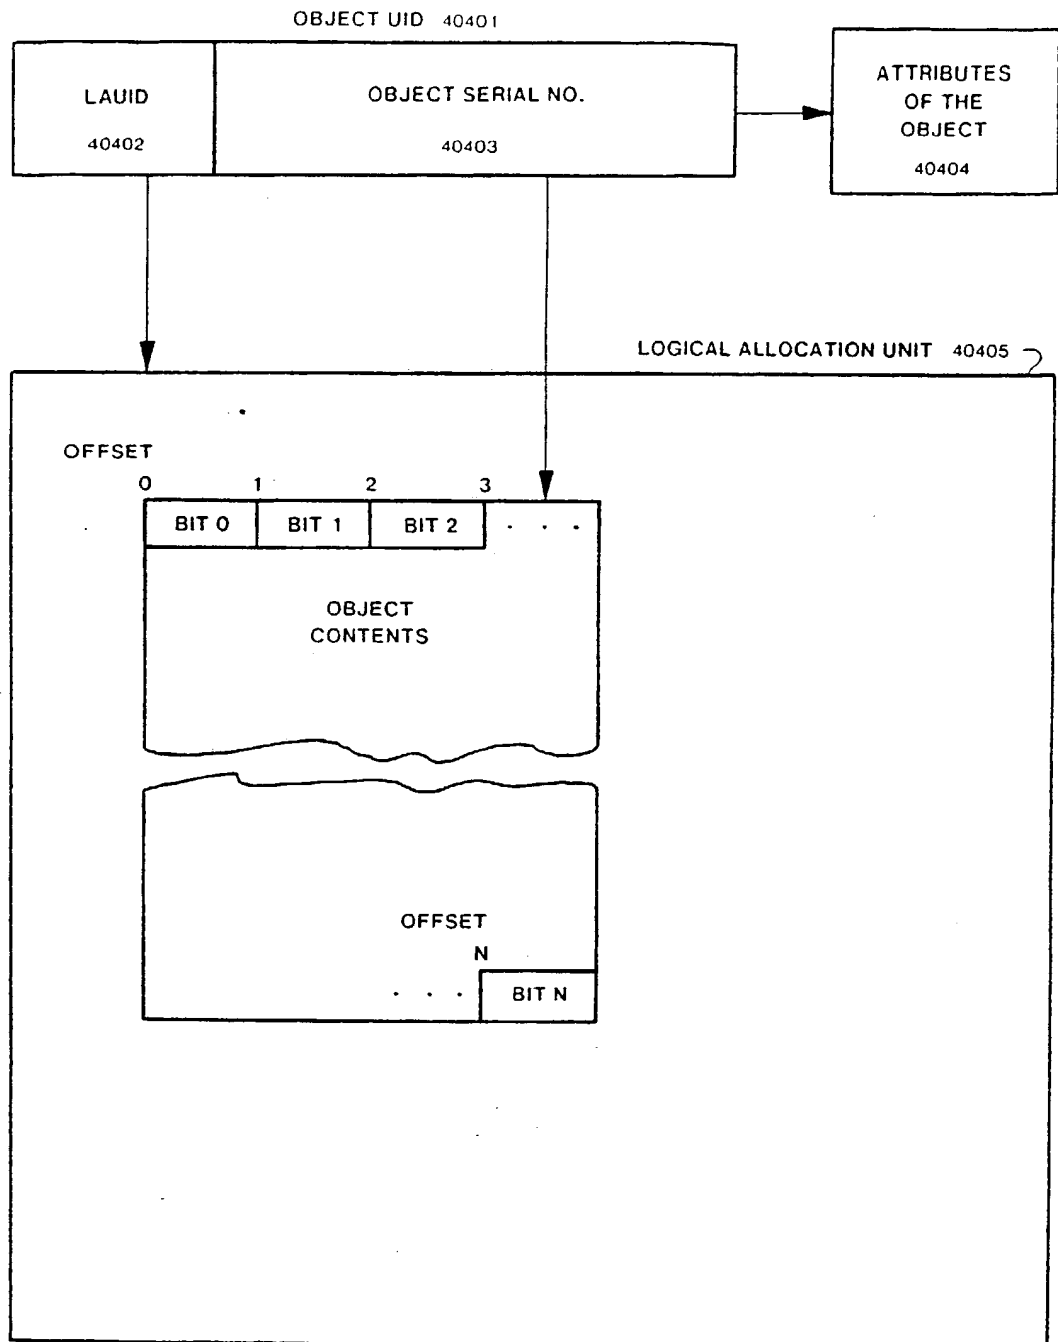 OBJECT UID 40401
LAUID
40402
OBJECT SERIAL NO.
40403
ATTRIBUTES
OF THE
OBJECT
40404
LOGICAL ALLOCATION UNIT 40405
OFFSET
0 1 2 3
BIT 0 BIT 1 BIT 2 . . .
OBJECT
CONTENTS
OFFSET
N
. . . BIT N